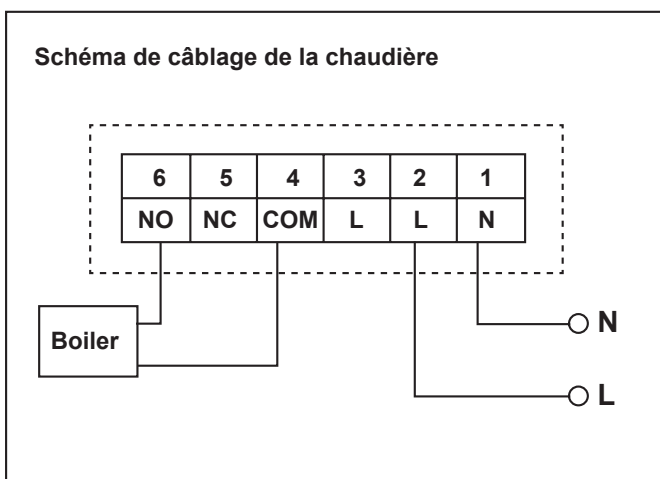 Schéma de câblage de la chaudière
6 5 4 3 2 1
NO NC COM L L N
Boiler
N
L